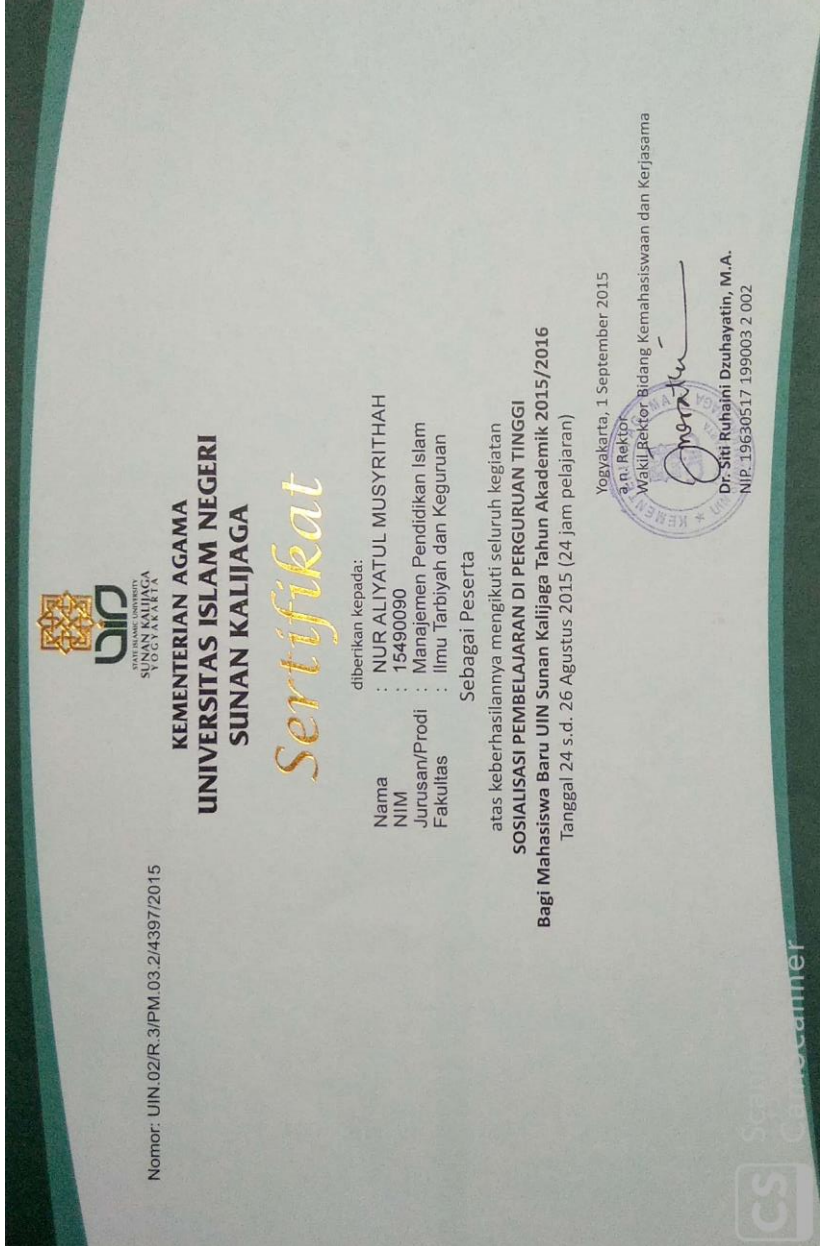 Nomor: UIN.02/R.3/PM.03.2/4397/2015
uin
STATE ISLAMIC UNIVERSITY
SUNAN KALIJAGA
YOGYAKARTA
KEMENTERIAN AGAMA
UNIVERSITAS ISLAM NEGERI
SUNAN KALIJAGA
Sertifikat
diberikan kepada:
Nama : NUR ALIYATUL MUSYRITHAH
NIM : 15490090
Jurusan/Prodi : Manajemen Pendidikan Islam
Fakultas : Ilmu Tarbiyah dan Keguruan
Sebagai Peserta
atas keberhasilannya mengikuti seluruh kegiatan
SOSIALISASI PEMBELAJARAN DI PERGURUAN TINGGI
Bagi Mahasiswa Baru UIN Sunan Kalijaga Tahun Akademik 2015/2016
Tanggal 24 s.d. 26 Agustus 2015 (24 jam pelajaran)
Yogyakarta, 1 September 2015
a.n. Rektor
Wakil Rektor Bidang Kemahasiswaan dan Kerjasama
Dr. Siti Ruhaini Dzuhayatin, M.A.
NIP. 19630517 199003 2 002
CS
CamScanner